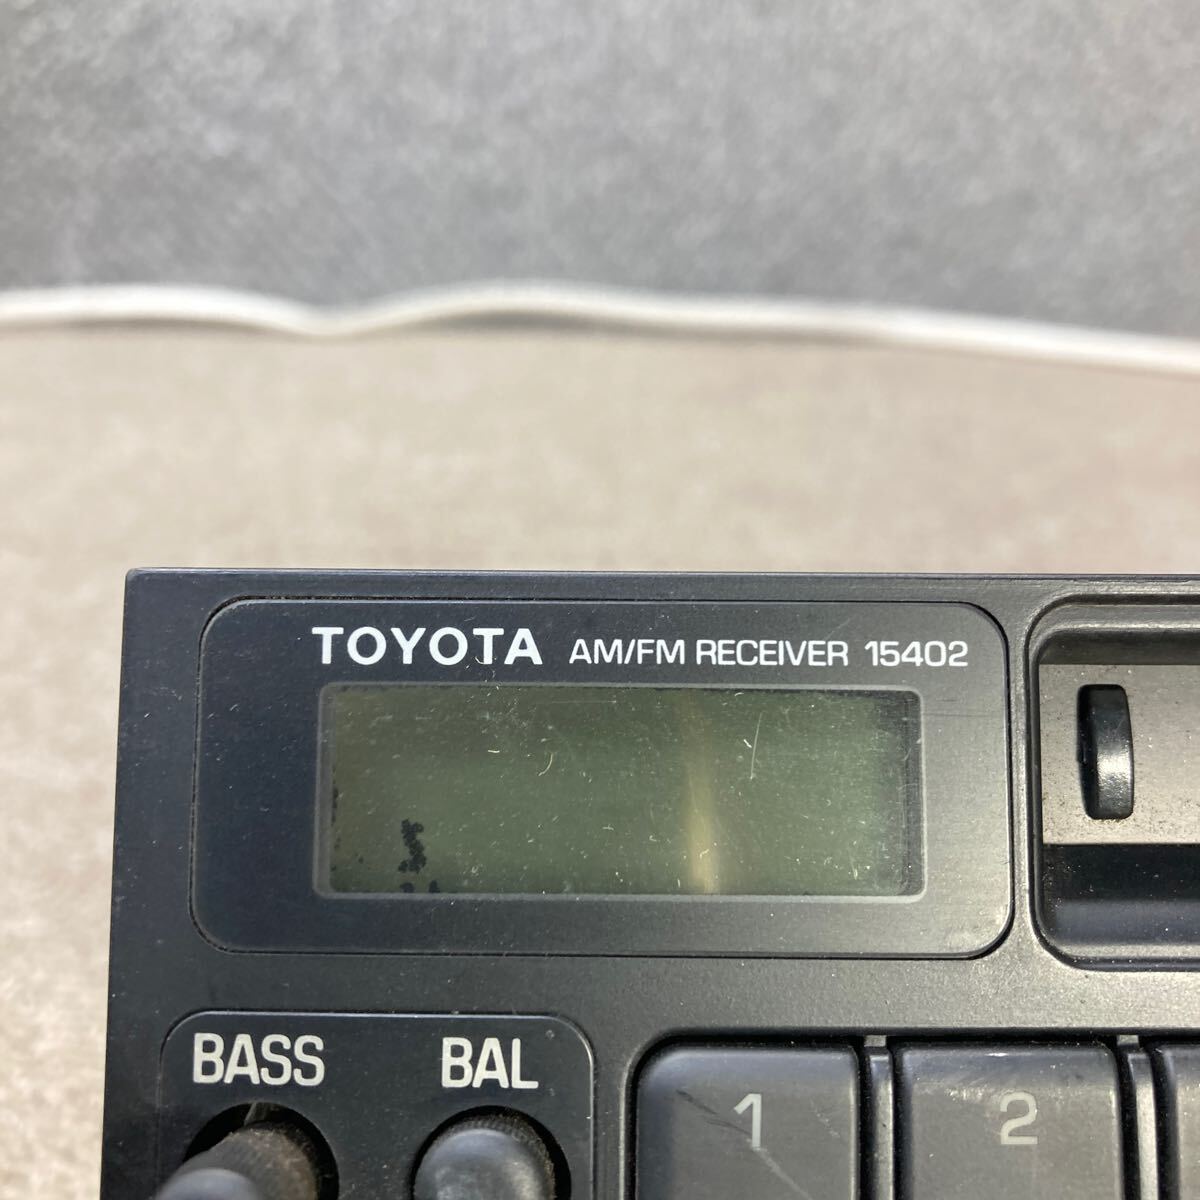 TOYOTA AM/FM RECEIVER 15402
BASS BAL
1 2